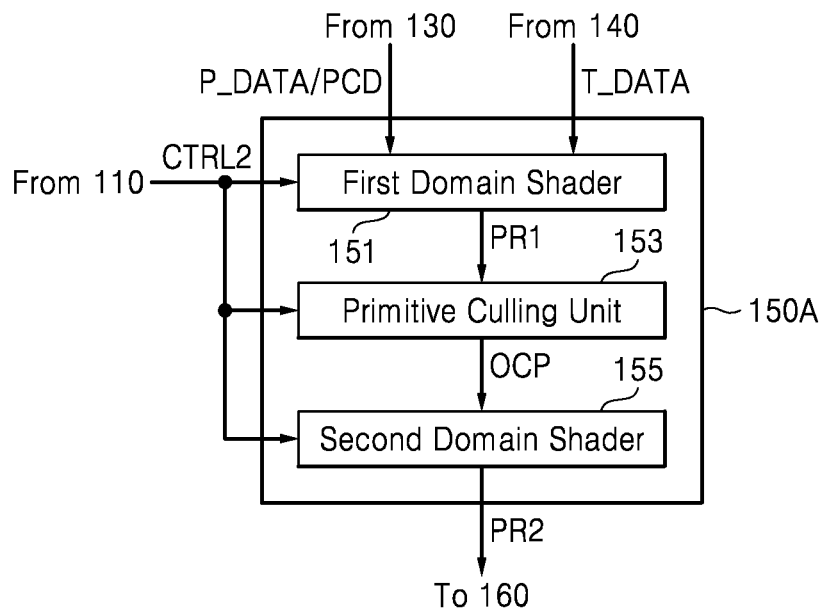 From 130 From 140
P_DATA/PCD T_DATA
CTRL2
From 110 First Domain Shader
151 PR1 153
Primitive Culling Unit 150A
OCP 155
Second Domain Shader
PR2
To 160